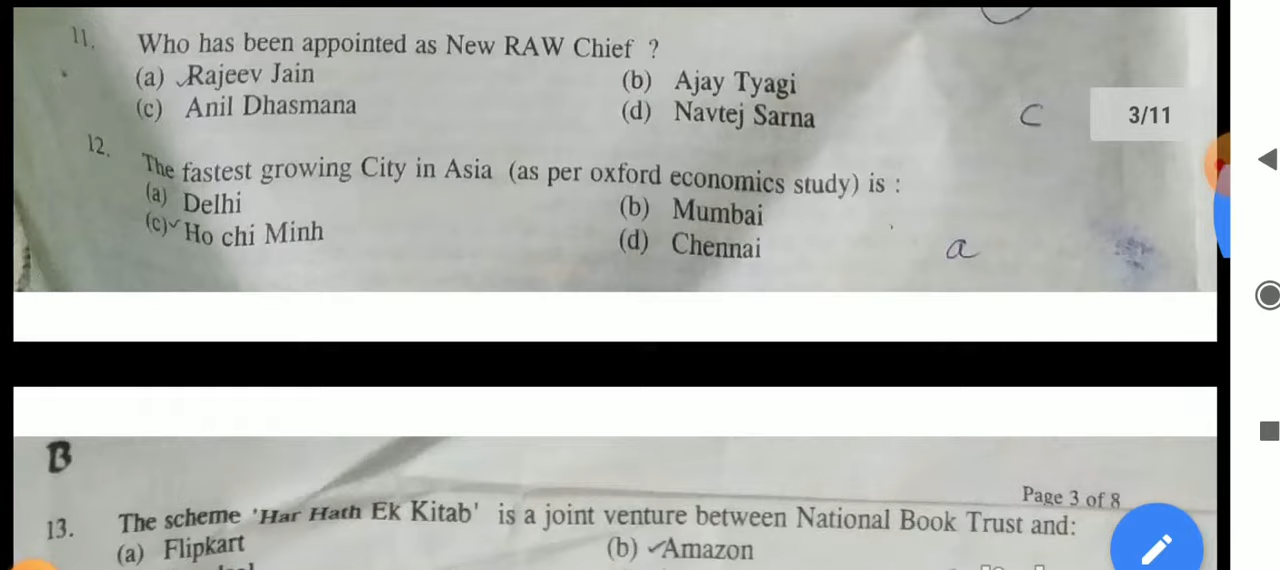 11. Who has been appointed as New RAW Chief ?
(a) Rajeev Jain (b) Ajay Tyagi
(c) Anil Dhasmana (d) Navtej Sarna C 3/11
12. The fastest growing City in Asia (as per oxford economics study) is :
(a) Delhi (b) Mumbai
(c) Ho chi Minh (d) Chennai a
B
Page 3 of 8
13. The scheme 'Har Hath Ek Kitab' is a joint venture between National Book Trust and:
(a) Flipkart (b) Amazon